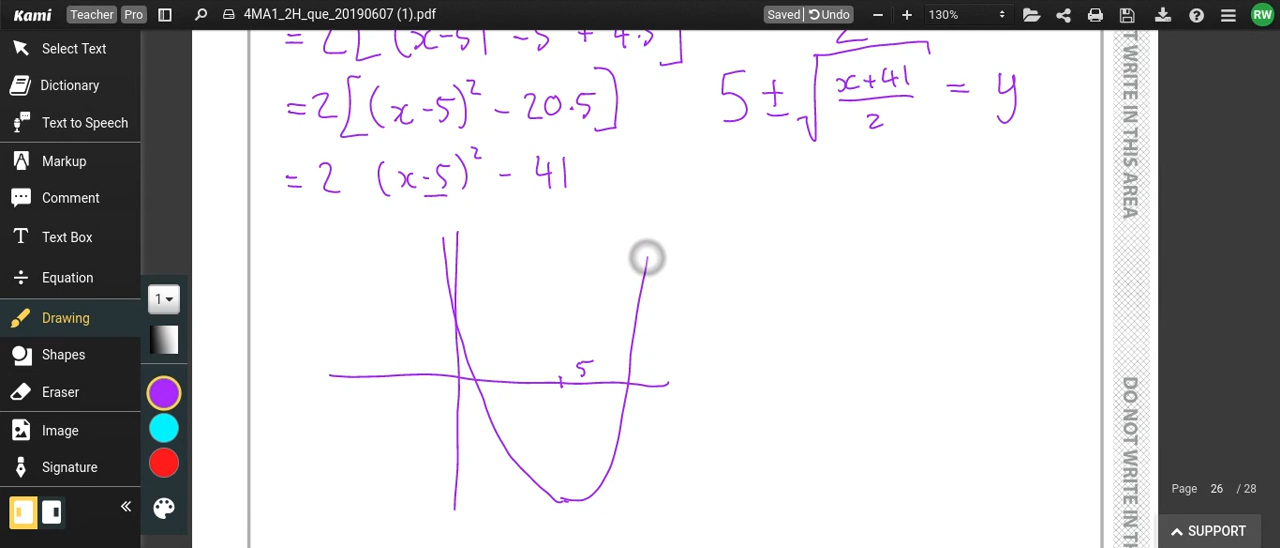 Kami Teacher Pro 4MA1_2H_que_20190607 (1).pdf Saved Undo 130% RW
Select Text
Dictionary
Text to Speech
Markup
Comment
Text Box
Equation
Drawing
Shapes
Eraser
Image
Signature
1
= 2[(x-5)² - 20.5]
= 2 (x-5)² - 41
5 ± √(x+41)/2 = y
5
WRITE IN THIS AREA
DO NOT WRITE IN
Page 26 / 28
SUPPORT